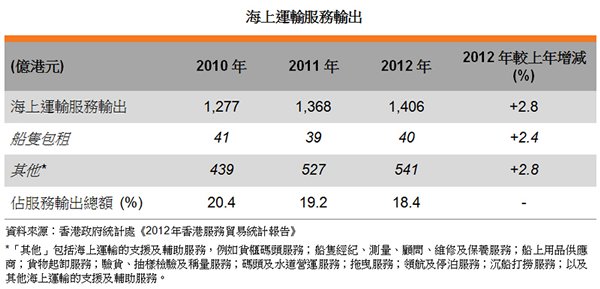 海上運輸服務輸出
(億港元) 2010 年 2011 年 2012 年 2012 年較上年增減 (%)
海上運輸服務輸出 1,277 1,368 1,406 +2.8
船隻包租 41 39 40 +2.4
其他* 439 527 541 +2.8
佔服務輸出總額 (%) 20.4 19.2 18.4 -
資料來源：香港政府統計處《2012年香港服務貿易統計報告》
*「其他」包括海上運輸的支援及輔助服務，例如貨櫃碼頭服務；船隻經紀、測量、顧問、維修及保養服務；船上用品供應
商；貨物起卸服務；驗貨、抽樣檢驗及稱量服務；碼頭及水道營運服務；拖曳服務；領航及停泊服務；沉船打撈服務；以及
其他海上運輸的支援及輔助服務。